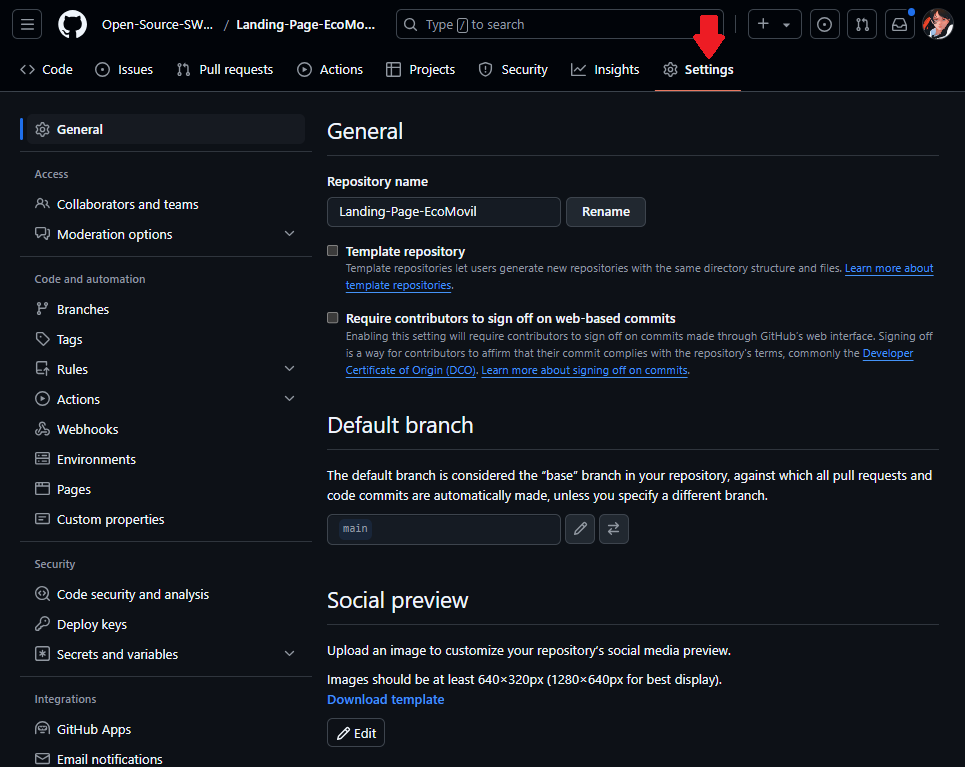 Open-Source-SW... / Landing-Page-EcoMo...
Type / to search
Code
Issues
Pull requests
Actions
Projects
Security
Insights
Settings
General
Access
Collaborators and teams
Moderation options
Code and automation
Branches
Tags
Rules
Actions
Webhooks
Environments
Pages
Custom properties
Security
Code security and analysis
Deploy keys
Secrets and variables
Integrations
GitHub Apps
Email notifications
General
Repository name
Landing-Page-EcoMovil
Rename
Template repository
Template repositories let users generate new repositories with the same directory structure and files. Learn more about
template repositories.
Require contributors to sign off on web-based commits
Enabling this setting will require contributors to sign off on commits made through GitHub's web interface. Signing off
is a way for contributors to affirm that their commit complies with the repository's terms, commonly the Developer
Certificate of Origin (DCO). Learn more about signing off on commits.
Default branch
The default branch is considered the “base” branch in your repository, against which all pull requests and
code commits are automatically made, unless you specify a different branch.
main
Social preview
Upload an image to customize your repository's social media preview.
Images should be at least 640×320px (1280×640px for best display).
Download template
Edit